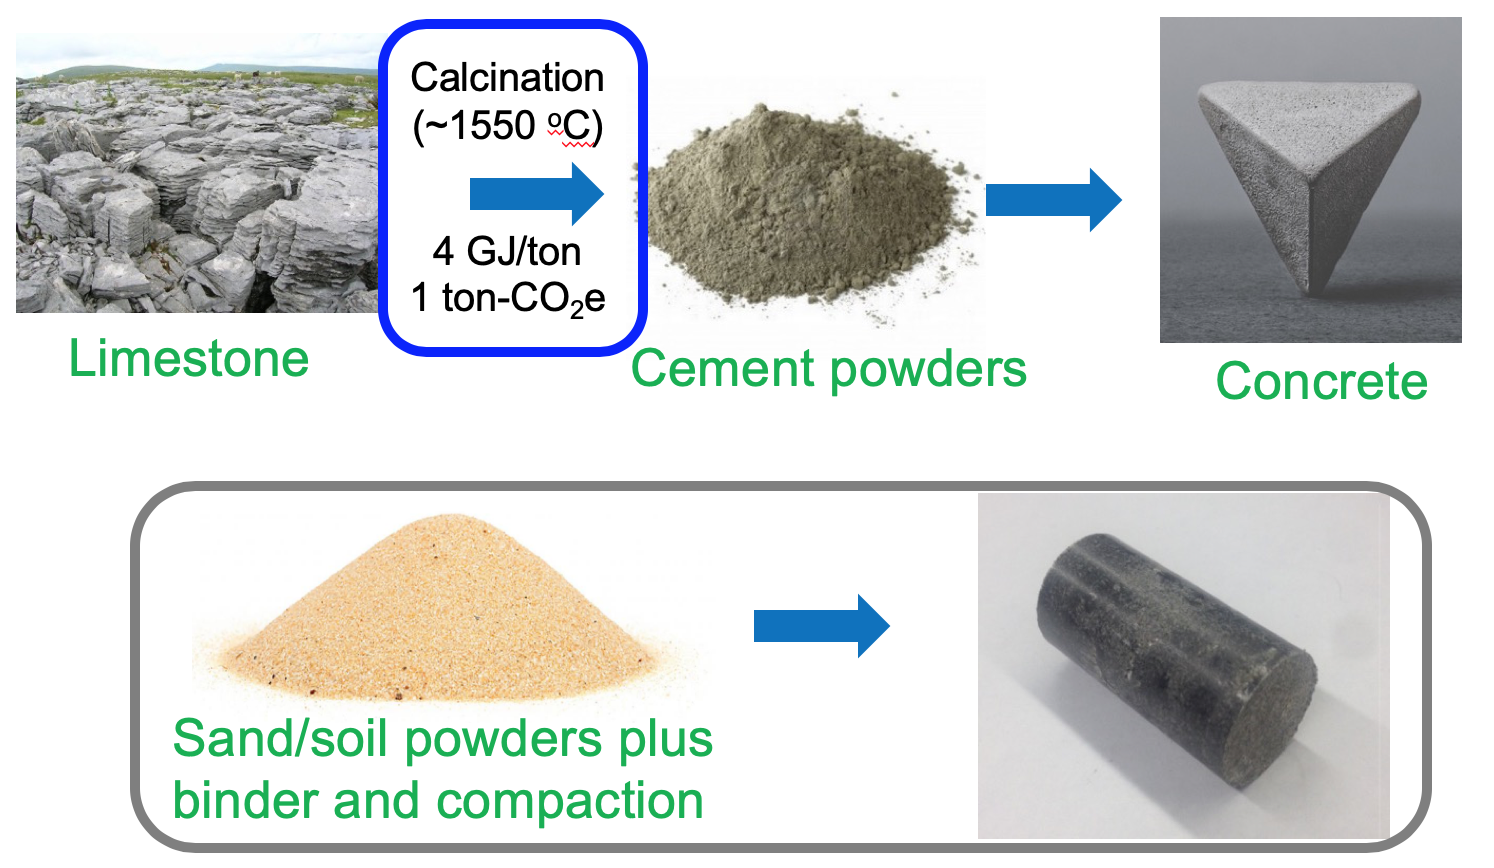 Calcination
(~1550 ºC)
4 GJ/ton
1 ton-CO₂e
Limestone
Cement powders
Concrete
Sand/soil powders plus
binder and compaction